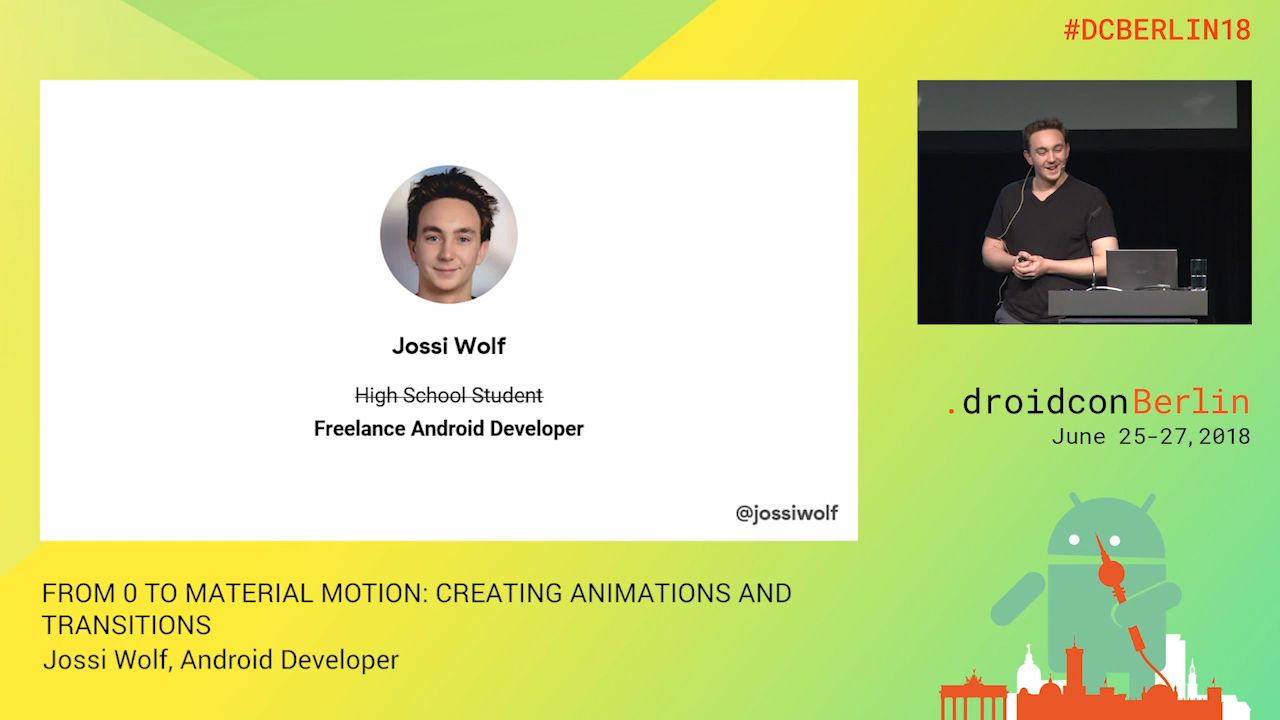 #DCBERLIN18
Jossi Wolf
High School Student
Freelance Android Developer
@jossiwolf
.droidconBerlin
June 25-27, 2018
FROM 0 TO MATERIAL MOTION: CREATING ANIMATIONS AND
TRANSITIONS
Jossi Wolf, Android Developer